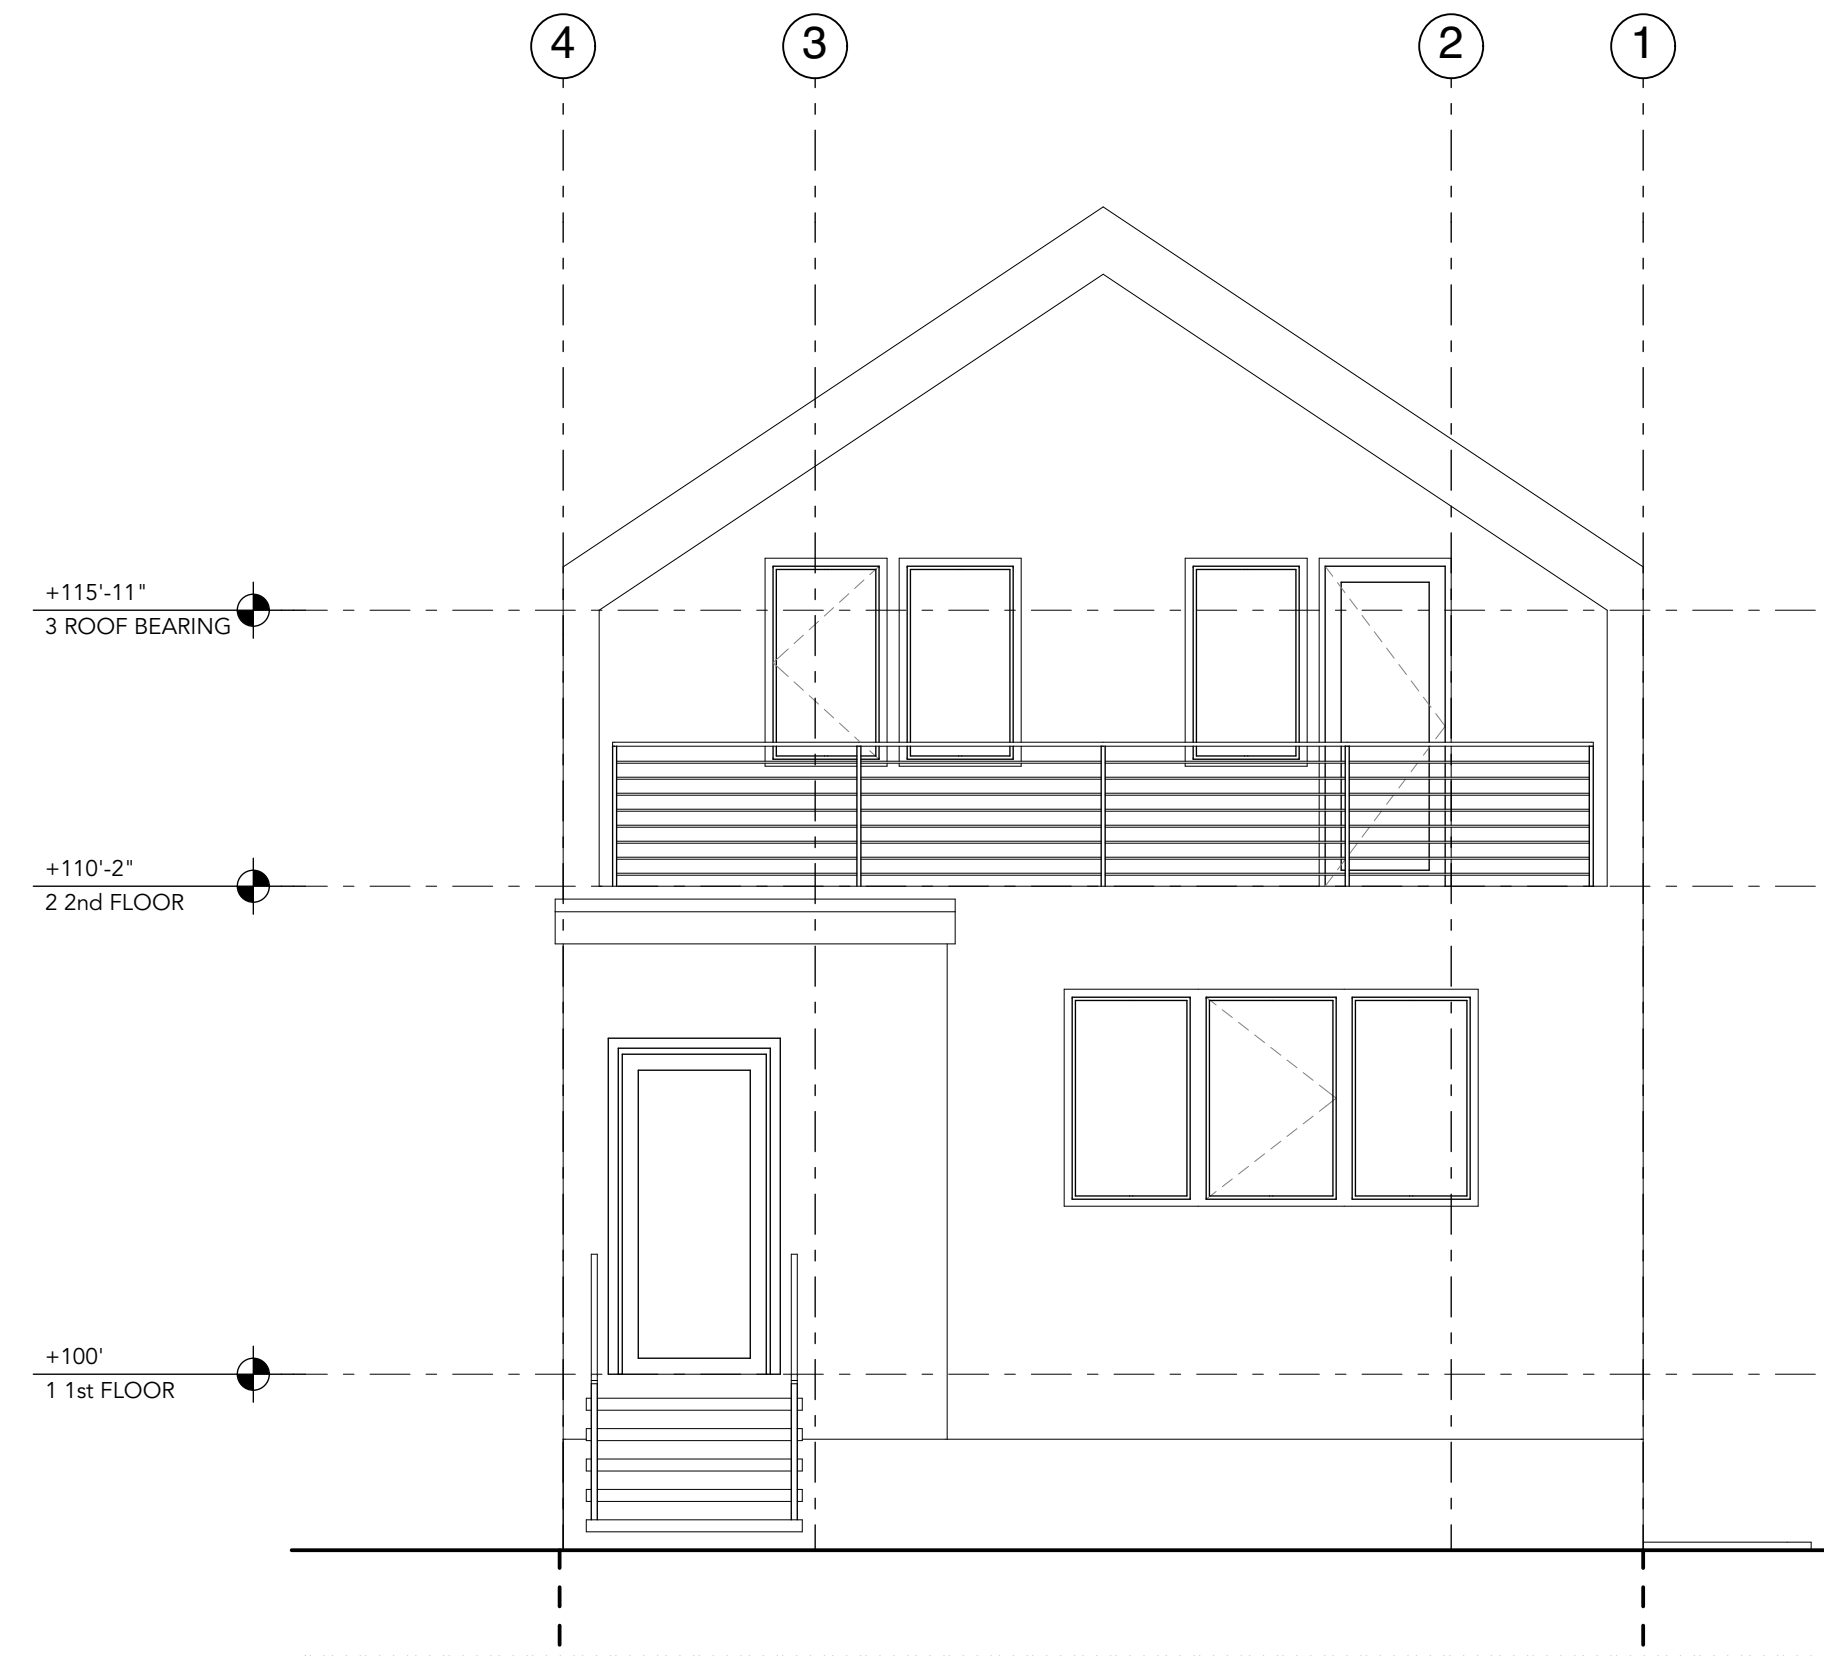 4 3 2 1
+115'-11"
3 ROOF BEARING
+110'-2"
2 2nd FLOOR
+100'
1 1st FLOOR